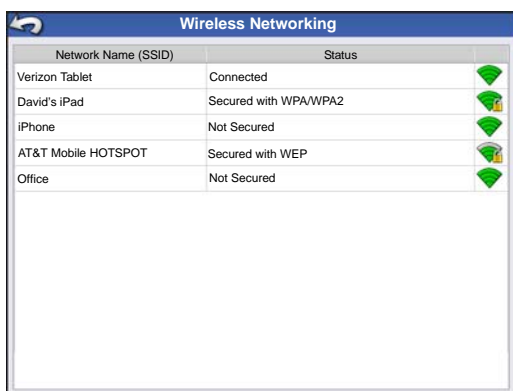 Wireless Networking
Network Name (SSID) Status
Verizon Tablet Connected
David's iPad Secured with WPA/WPA2
iPhone Not Secured
AT&T Mobile HOTSPOT Secured with WEP
Office Not Secured